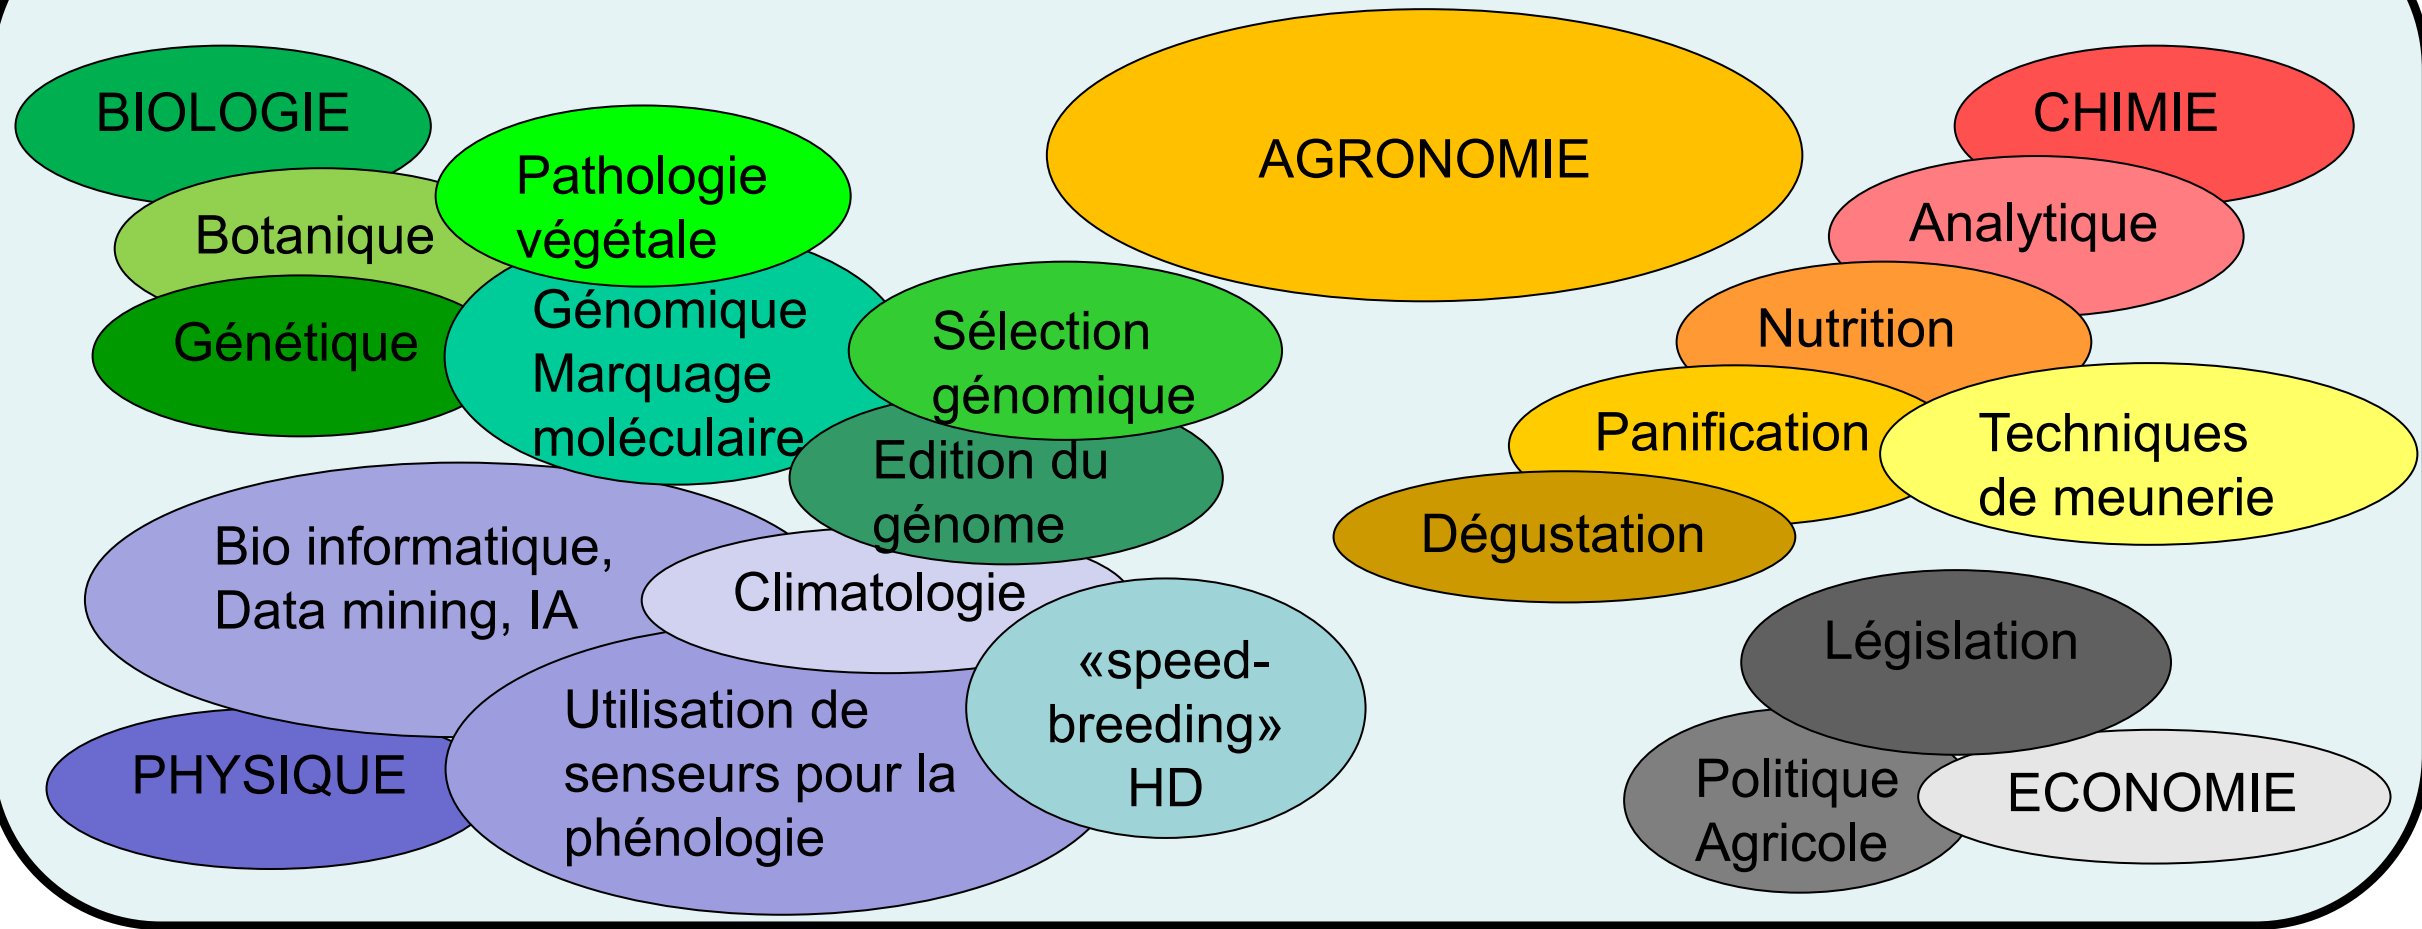 BIOLOGIE
Botanique
Génétique
Pathologie
végétale
Génomique
Marquage
moléculaire
Sélection
génomique
Edition du
génome
AGRONOMIE
CHIMIE
Analytique
Nutrition
Panification
Techniques
de meunerie
Dégustation
Bio informatique,
Data mining, IA
Climatologie
PHYSIQUE
Utilisation de
senseurs pour la
phénologie
«speed-
breeding»
HD
Législation
Politique
Agricole
ECONOMIE